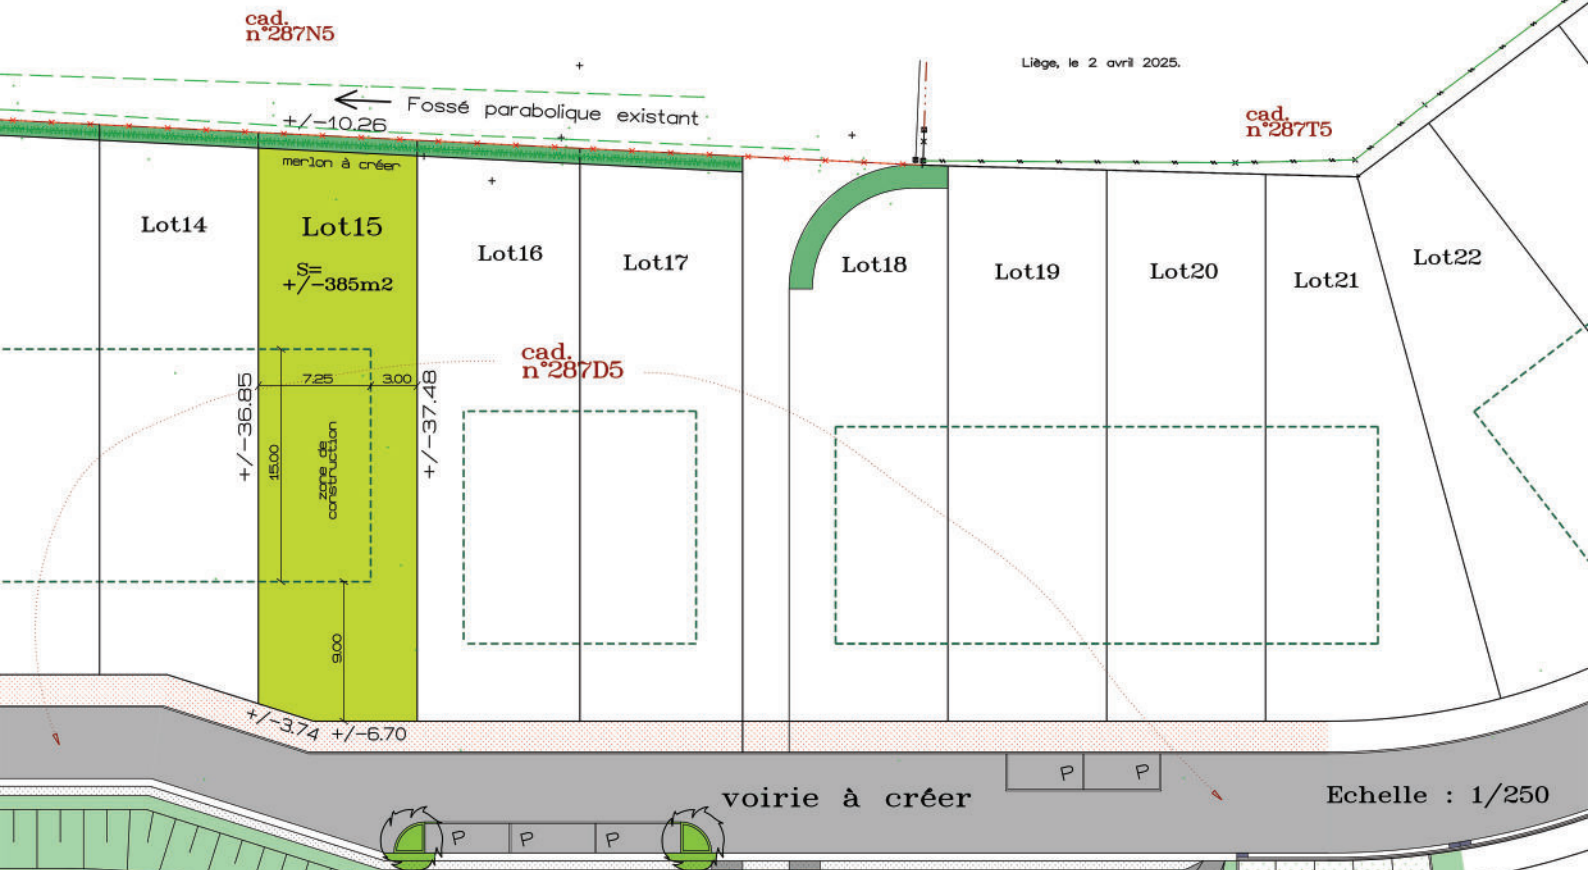 cad.
n°287N5
Liège, le 2 avril 2025.
Fossé parabolique existant
cad.
n°287T5
+/-10.26
merlon à créer
Lot14
Lot15
Lot16
Lot17
Lot18
Lot19
Lot20
Lot21
Lot22
S=
+/-385m2
cad.
n°287D5
7.25
3.00
+/-36.85
+/-37.48
15.00
zone de
construction
9.00
+/-3.74
+/-6.70
P
P
voirie à créer
Echelle : 1/250
P
P
P